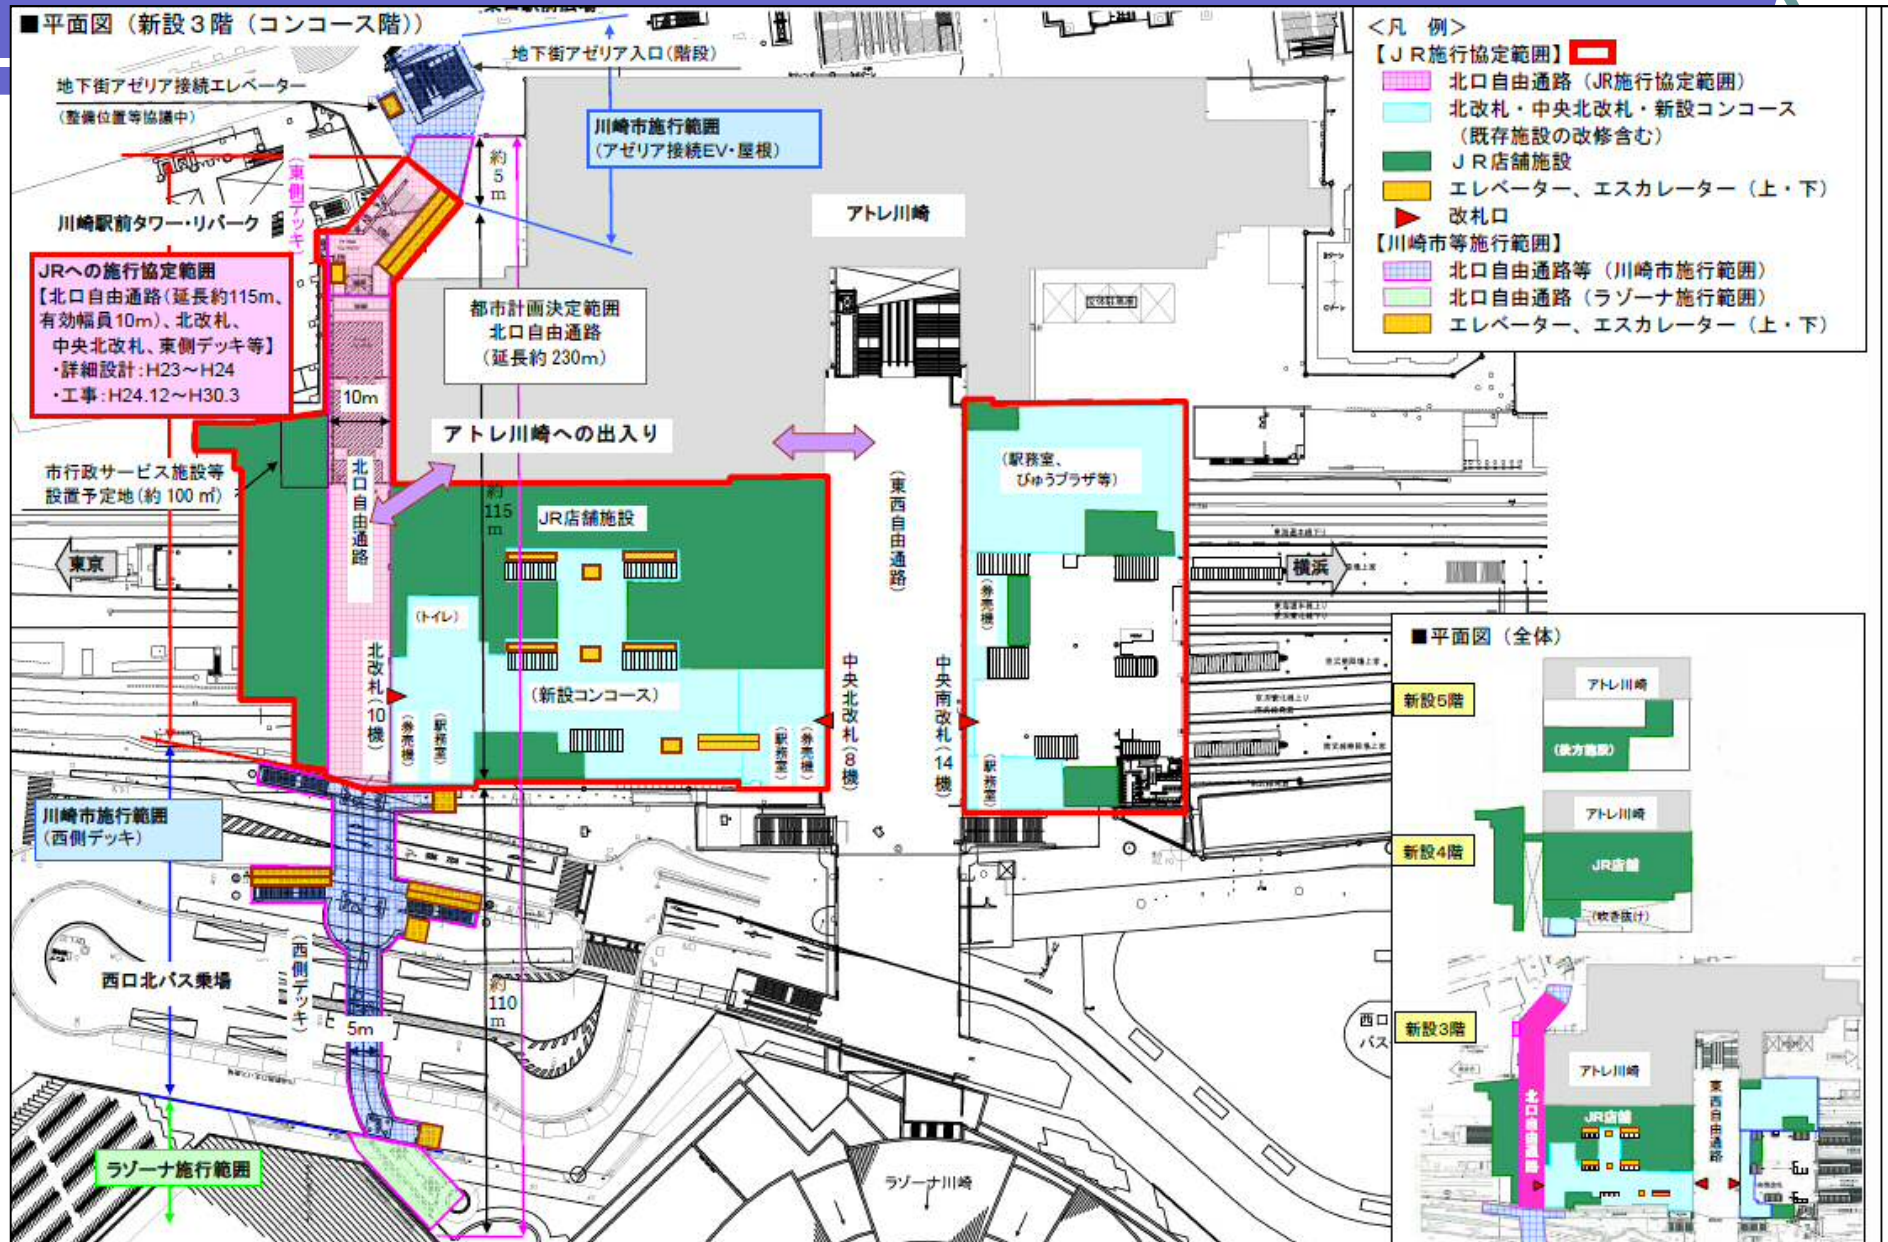 ■平面図（新設３階（コンコース階））
地下街アゼリア入口（階段）
地下街アゼリア接続エレベーター
（整備位置等協議中）
川崎市施行範囲
（アゼリア接続EV・屋根）
約5m
（東側デッキ）
川崎駅前タワー・リバーク
アトレ川崎
JRへの施行協定範囲
【北口自由通路（延長約115m、
有効幅員10m）、北改札、
中央北改札、東側デッキ等】
・詳細設計：H23～H24
・工事：H24.12～H30.3
都市計画決定範囲
北口自由通路
（延長約230m）
10m
アトレ川崎への出入り
市行政サービス施設等
設置予定地（約 100 ㎡）
北口自由通路
約115m
JR店舗施設
（東西自由通路）
（駅務室、
びゅうプラザ等）
東京
横浜
（トイレ）
（券売機）
北改札（10機）
（新設コンコース）
（券売機）
（駅務室）
（駅務室）
（券売機）
中央北改札（8機）
中央南改札（14機）
（駅務室）
川崎市施行範囲
（西側デッキ）
西口北バス乗場
（西側デッキ）
5m
約110m
西口
バス
ラゾーナ施行範囲
ラゾーナ川崎
＜凡　例＞
【ＪＲ施行協定範囲】
北口自由通路（JR施行協定範囲）
北改札・中央北改札・新設コンコース
（既存施設の改修含む）
ＪＲ店舗施設
エレベーター、エスカレーター（上・下）
改札口
【川崎市等施行範囲】
北口自由通路等（川崎市施行範囲）
北口自由通路（ラゾーナ施行範囲）
エレベーター、エスカレーター（上・下）
■平面図（全体）
アトレ川崎
新設5階
（後方施設）
アトレ川崎
新設4階
JR店舗
（吹き抜け）
新設3階
アトレ川崎
北口自由通路
JR店舗
東西自由通路